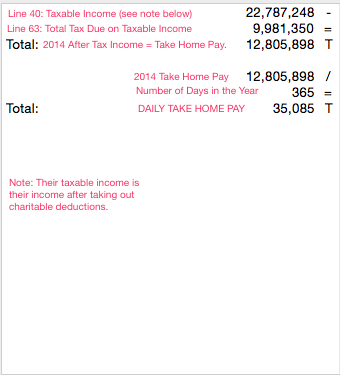 Line 40: Taxable Income (see note below) 22,787,248 -
Line 63: Total Tax Due on Taxable Income 9,981,350 =
Total: 2014 After Tax Income = Take Home Pay. 12,805,898 T
2014 Take Home Pay 12,805,898 /
Number of Days in the Year 365 =
Total: DAILY TAKE HOME PAY 35,085 T
Note: Their taxable income is
their income after taking out
charitable deductions.